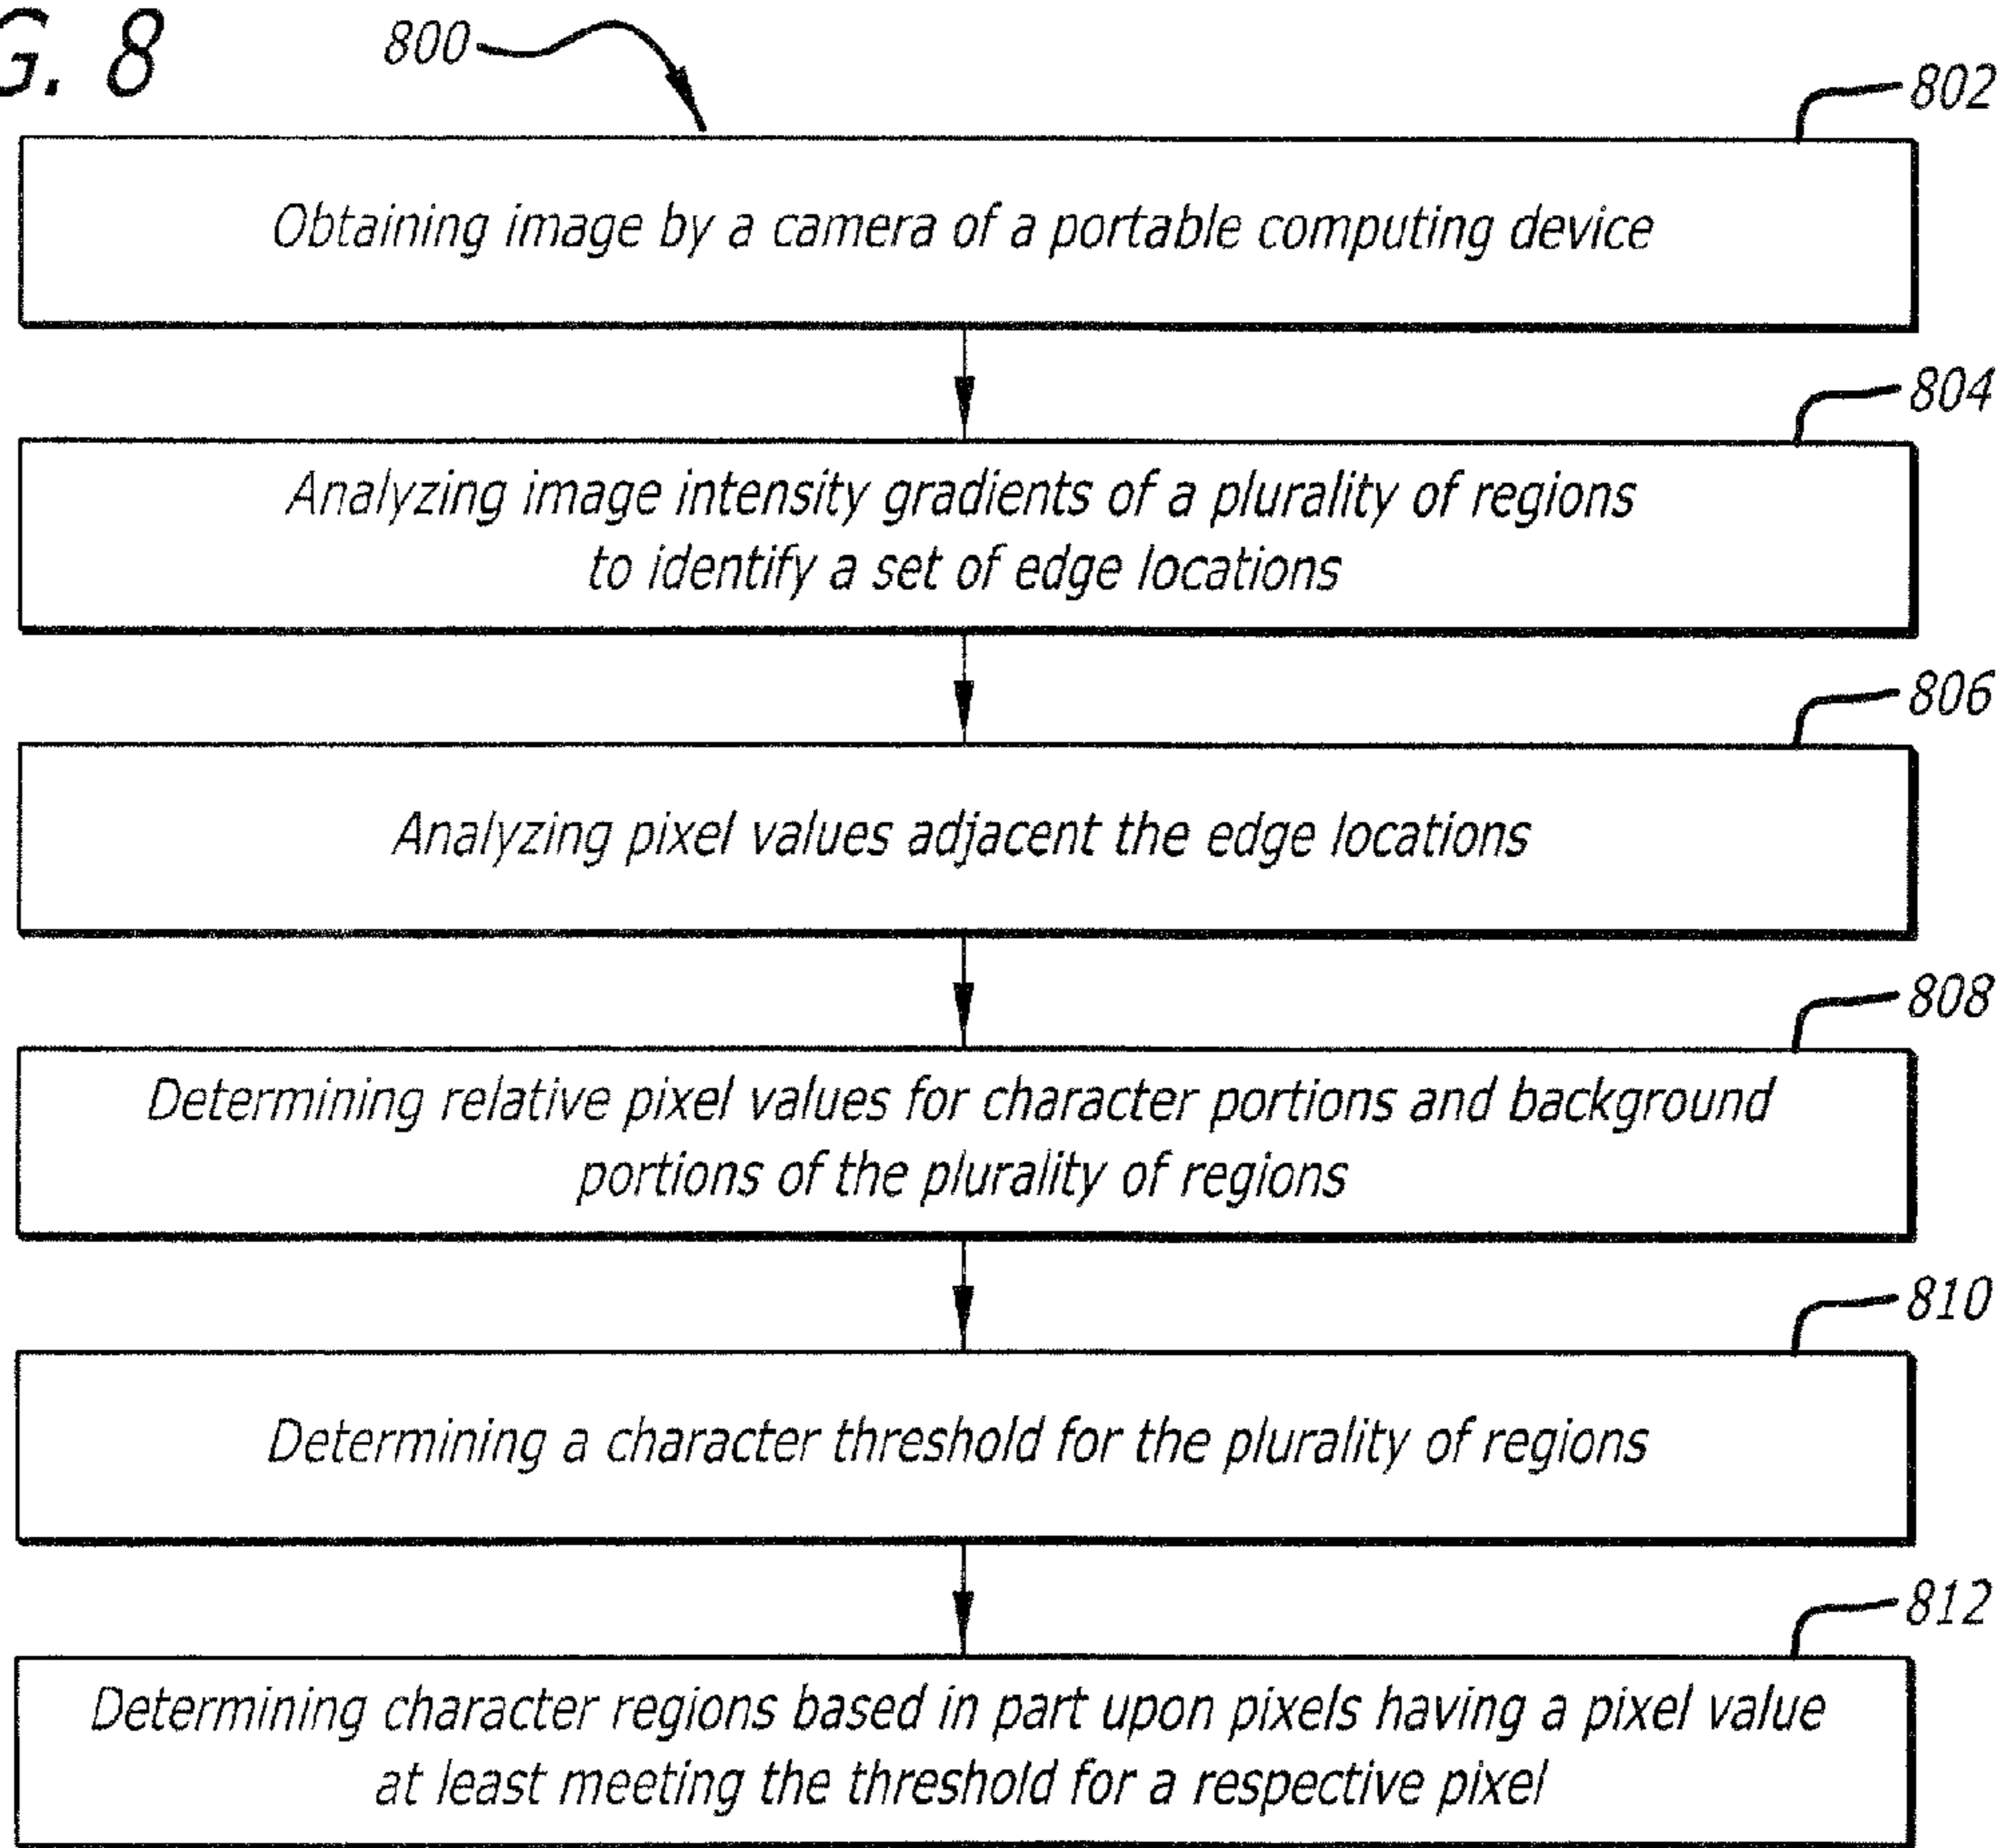 G. 8
800
802
Obtaining image by a camera of a portable computing device
804
Analyzing image intensity gradients of a plurality of regions
to identify a set of edge locations
806
Analyzing pixel values adjacent the edge locations
808
Determining relative pixel values for character portions and background
portions of the plurality of regions
810
Determining a character threshold for the plurality of regions
812
Determining character regions based in part upon pixels having a pixel value
at least meeting the threshold for a respective pixel